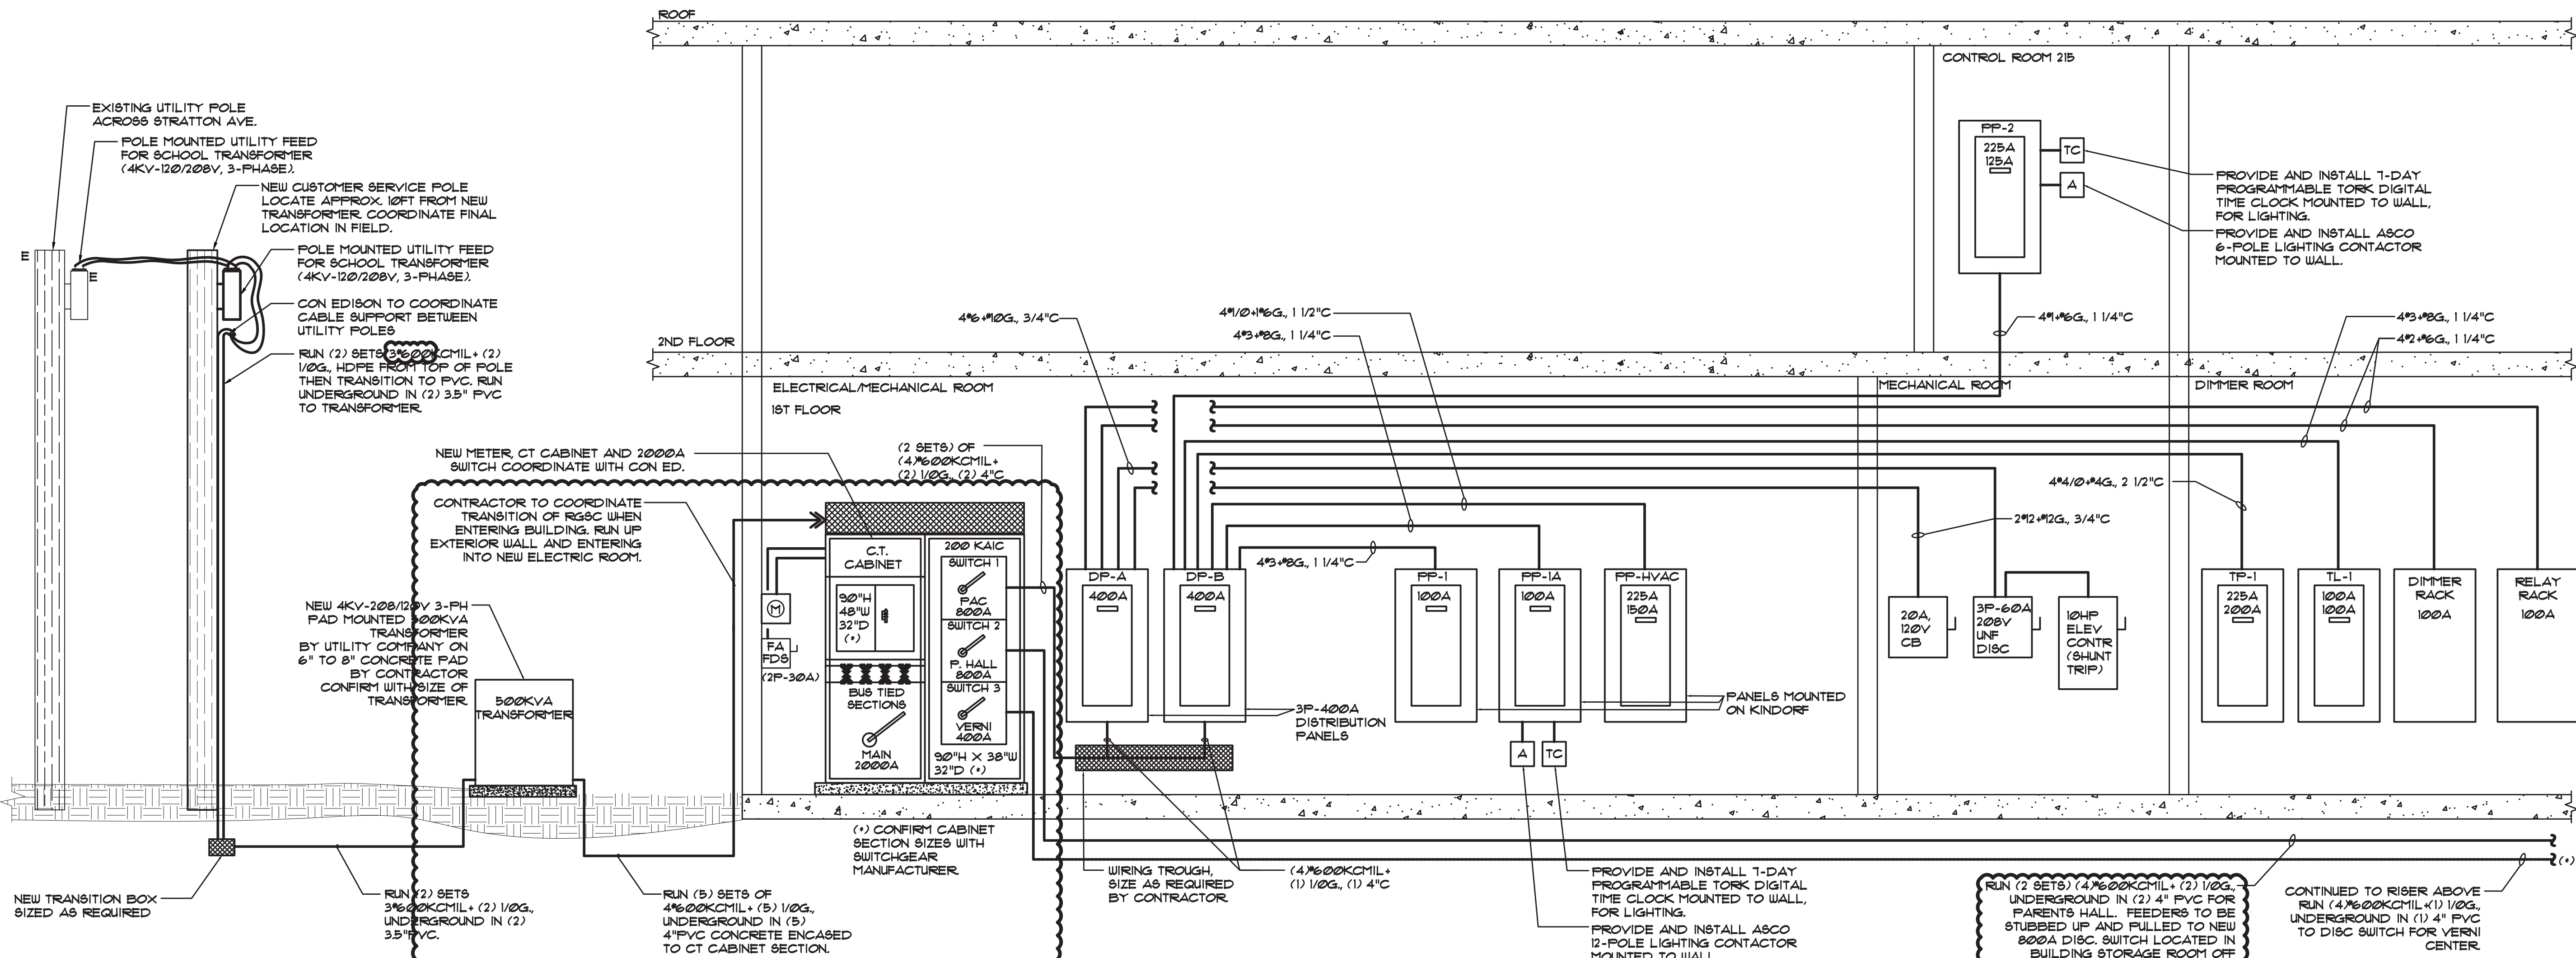 ROOF
CONTROL ROOM 215
EXISTING UTILITY POLE
ACROSS STRATTON AVE.
POLE MOUNTED UTILITY FEED
FOR SCHOOL TRANSFORMER
(4KV-120/208V, 3-PHASE).
NEW CUSTOMER SERVICE POLE
LOCATE APPROX. 10FT FROM NEW
TRANSFORMER. COORDINATE FINAL
LOCATION IN FIELD.
POLE MOUNTED UTILITY FEED
FOR SCHOOL TRANSFORMER
(4KV-120/208V, 3-PHASE).
CON EDISON TO COORDINATE
CABLE SUPPORT BETWEEN
UTILITY POLES
RUN (2) SETS 3#600KCMIL+ (2)
1/0G., HDPE FROM TOP OF POLE
THEN TRANSITION TO PVC. RUN
UNDERGROUND IN (2) 3.5" PVC
TO TRANSFORMER.
PP-2
225A
125A
TC
A
PROVIDE AND INSTALL 7-DAY
PROGRAMMABLE TORK DIGITAL
TIME CLOCK MOUNTED TO WALL,
FOR LIGHTING.
PROVIDE AND INSTALL ASCO
6-POLE LIGHTING CONTACTOR
MOUNTED TO WALL.
4#6+#10G., 3/4"C
4#1/0+1#6G., 1 1/2"C
4#3+#8G., 1 1/4"C
4#1+#6G., 1 1/4"C
4#3+#8G., 1 1/4"C
4#2+#6G., 1 1/4"C
2ND FLOOR
ELECTRICAL/MECHANICAL ROOM
1ST FLOOR
MECHANICAL ROOM
DIMMER ROOM
NEW METER, CT CABINET AND 2000A
SWITCH COORDINATE WITH CON ED.
(2 SETS) OF
(4)#600KCMIL+
(2) 1/0G., (2) 4"C
CONTRACTOR TO COORDINATE
TRANSITION OF RGSC WHEN
ENTERING BUILDING. RUN UP
EXTERIOR WALL AND ENTERING
INTO NEW ELECTRIC ROOM.
4#4/0+#4G., 2 1/2"C
2#12+#12G., 3/4"C
4#3+#8G., 1 1/4"C
NEW 4KV-208/120V 3-PH
PAD MOUNTED 500KVA
TRANSFORMER
BY UTILITY COMPANY ON
6" TO 8" CONCRETE PAD
BY CONTRACTOR
CONFIRM WITH SIZE OF
TRANSFORMER.
500KVA
TRANSFORMER
M
FA
FDS
(2P-30A)
C.T.
CABINET
90"H
48"W
32"D
(*)
BUS TIED
SECTIONS
MAIN
2000A
200 KAIC
SWITCH 1
PAC
800A
SWITCH 2
P. HALL
800A
SWITCH 3
VERNI
400A
90"H X 38"W
32"D (*)
DP-A
400A
DP-B
400A
PP-1
100A
PP-1A
100A
PP-HVAC
225A
150A
20A,
120V
CB
3P-60A
208V
UNF
DISC
10HP
ELEV
CONTR
(SHUNT
TRIP)
TP-1
225A
200A
TL-1
100A
100A
DIMMER
RACK
100A
RELAY
RACK
100A
3P-400A
DISTRIBUTION
PANELS
PANELS MOUNTED
ON KINDORF
A
TC
(*) CONFIRM CABINET
SECTION SIZES WITH
SWITCHGEAR
MANUFACTURER.
WIRING TROUGH,
SIZE AS REQUIRED
BY CONTRACTOR.
(4)#600KCMIL+
(1) 1/0G., (1) 4"C
(*)
NEW TRANSITION BOX
SIZED AS REQUIRED
RUN (2) SETS
3#600KCMIL+ (2) 1/0G.,
UNDERGROUND IN (2)
3.5"PVC.
RUN (5) SETS OF
4#600KCMIL+ (5) 1/0G.,
UNDERGROUND IN (5)
4"PVC CONCRETE ENCASED
TO CT CABINET SECTION.
PROVIDE AND INSTALL 7-DAY
PROGRAMMABLE TORK DIGITAL
TIME CLOCK MOUNTED TO WALL,
FOR LIGHTING.
PROVIDE AND INSTALL ASCO
12-POLE LIGHTING CONTACTOR
MOUNTED TO WALL
RUN (2 SETS) (4)#600KCMIL+ (2) 1/0G.,
UNDERGROUND IN (2) 4" PVC FOR
PARENTS HALL. FEEDERS TO BE
STUBBED UP AND PULLED TO NEW
800A DISC. SWITCH LOCATED IN
BUILDING STORAGE ROOM OFF
CONTINUED TO RISER ABOVE
RUN (4)#600KCMIL+(1) 1/0G.,
UNDERGROUND IN (1) 4" PVC
TO DISC SWITCH FOR VERNI
CENTER.